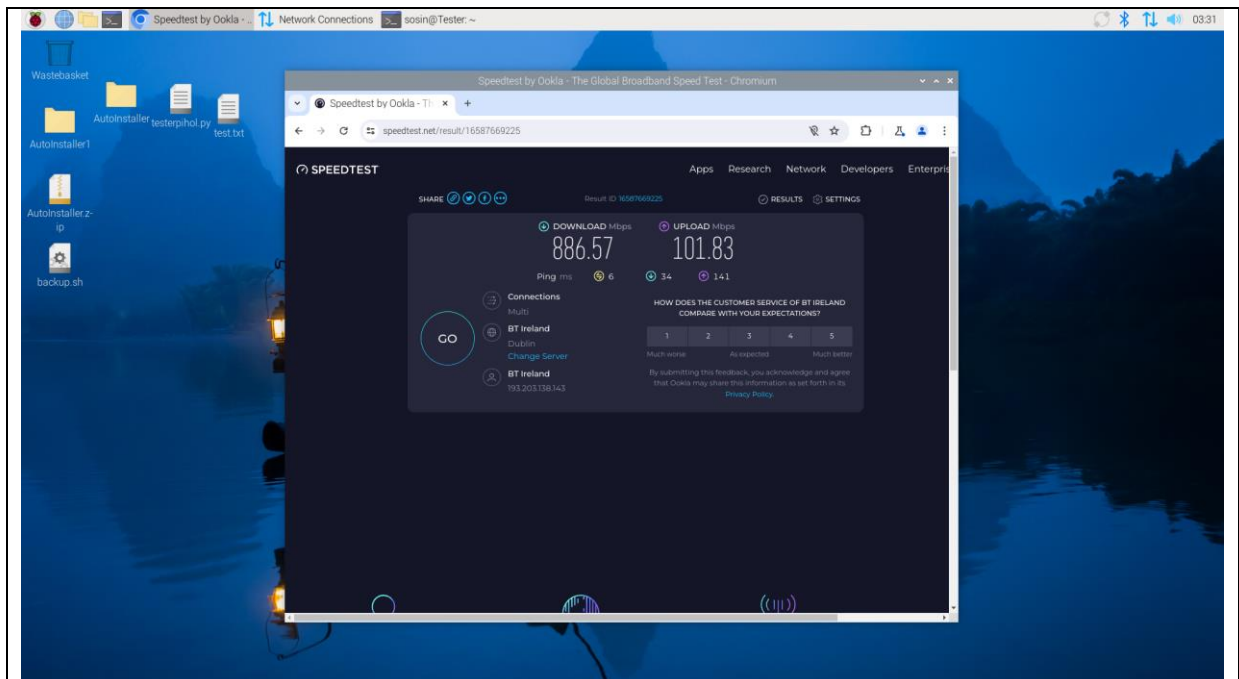 Speedtest by Ookla - ..
Network Connections
sosin@Tester: ~
03:31
Wastebasket
AutoInstaller
testerpihol.py
test.txt
AutoInstaller1
AutoInstaller.z-
ip
backup.sh
Speedtest by Ookla - The Global Broadband Speed Test - Chromium
Speedtest by Ookla - Th
speedtest.net/result/16587669225
SPEEDTEST
Apps Research Network Developers Enterpris
SHARE
Result ID 16587669225
RESULTS
SETTINGS
DOWNLOAD Mbps
UPLOAD Mbps
886.57
101.83
Ping ms 6 34 141
Connections
Multi
BT Ireland
Dublin
Change Server
BT Ireland
193.203.138.143
GO
HOW DOES THE CUSTOMER SERVICE OF BT IRELAND
COMPARE WITH YOUR EXPECTATIONS?
1 2 3 4 5
Much worse As expected Much better
By submitting this feedback, you acknowledge and agree
that Ookla may share this information as set forth in its
Privacy Policy.